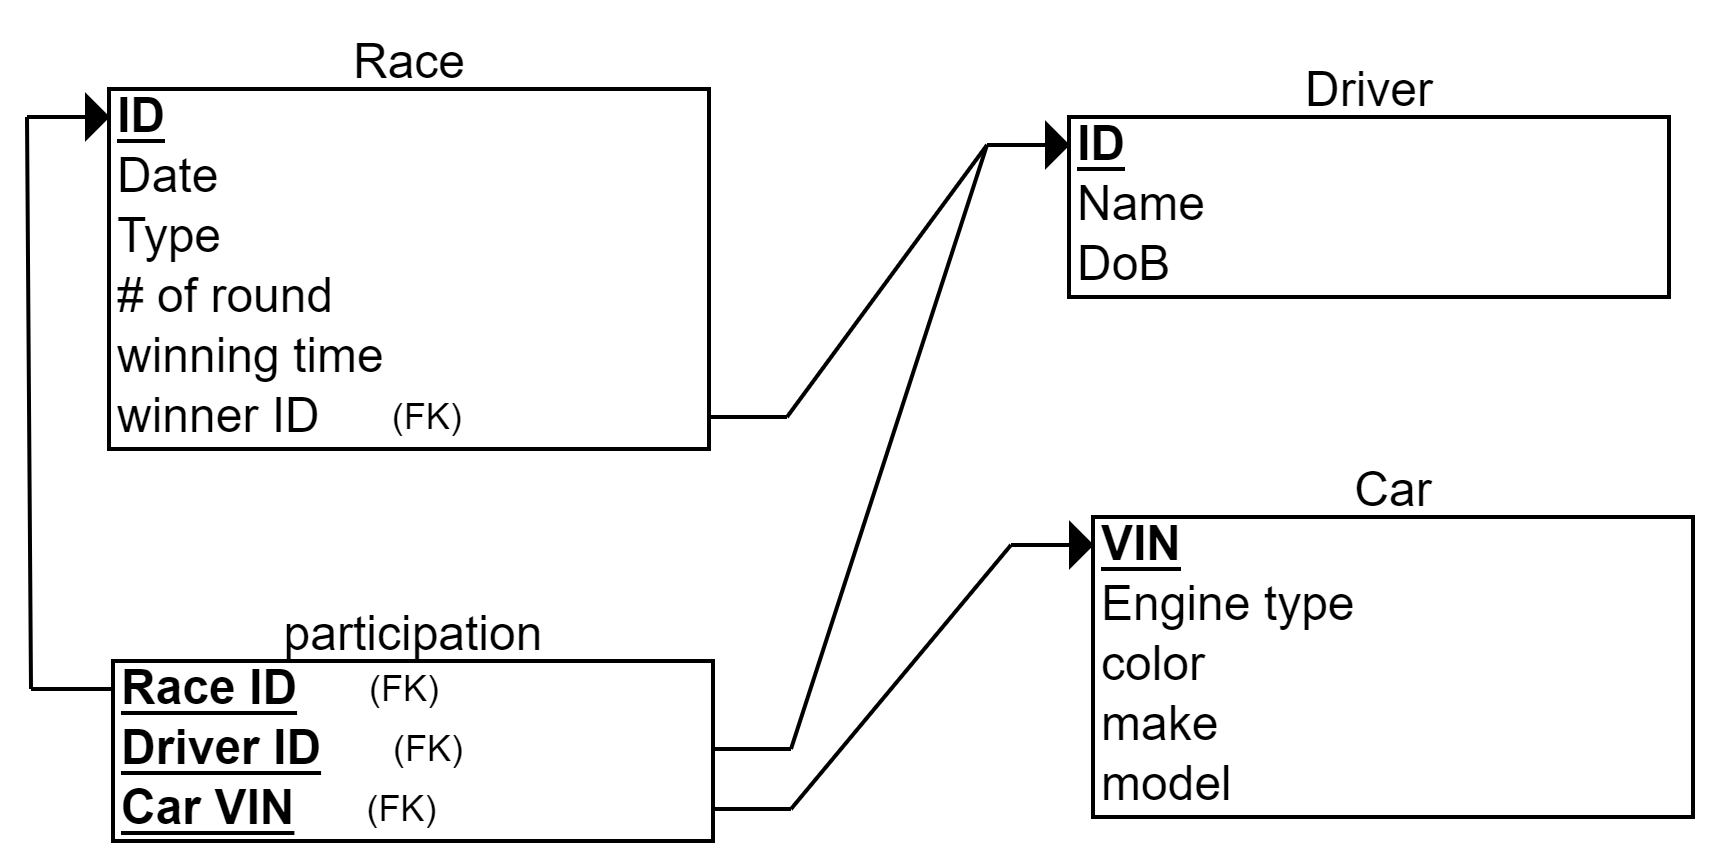 Race
ID
Date
Type
# of round
winning time
winner ID (FK)
Driver
ID
Name
DoB
participation
Race ID (FK)
Driver ID (FK)
Car VIN (FK)
Car
VIN
Engine type
color
make
model